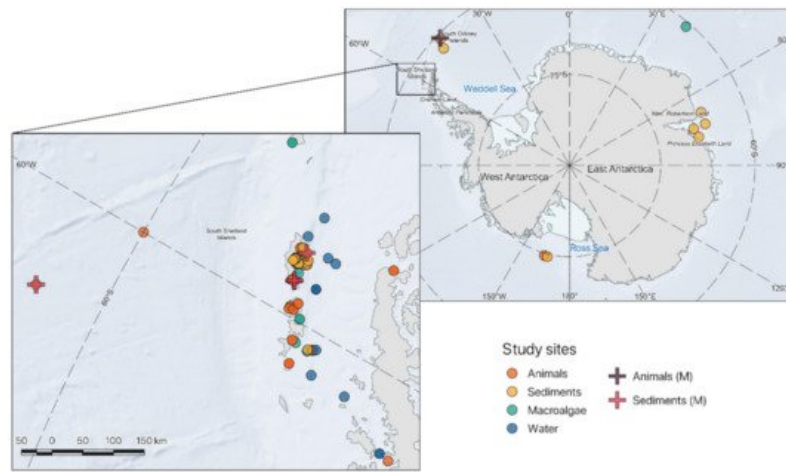 30°W
0°
30°E
60°W
South Orkney
Islands
South Shetland
Islands
Weddell Sea
75°S
Graham Land
Antarctic Peninsula
Mac. Robertson Land
Princess Elizabeth Land
60°S
90°E
West Antarctica
East Antarctica
Ross Sea
150°W
180°
150°E
60°W
South Shetland
Islands
60°S
50 0 50 100 150 km
Study sites
Animals
Sediments
Macroalgae
Water
Animals (M)
Sediments (M)